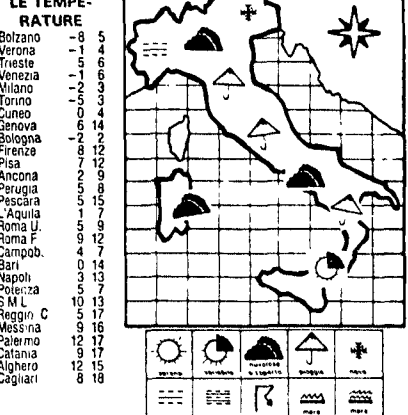 LE TEMPE-
RATURE
Bolzano -8 5
Verona -1 4
Trieste 5 6
Venezia -1 6
Milano -2 3
Torino -5 3
Cuneo 0 4
Genova 6 14
Bologna -2 2
Firenze 8 12
Pisa 7 12
Ancona 2 9
Perugia 5 8
Pescara 5 15
L'Aquila 1 7
Roma U. 5 9
Roma F 9 12
Campob. 4 7
Bari 0 14
Napoli 3 13
Potenza 5 7
S M L 10 13
Reggio C 5 17
Messina 9 16
Palermo 12 17
Catania 9 17
Alghero 12 15
Cagliari 8 18
sereno variabile nuvoloso o coperto pioggia neve
mare mare